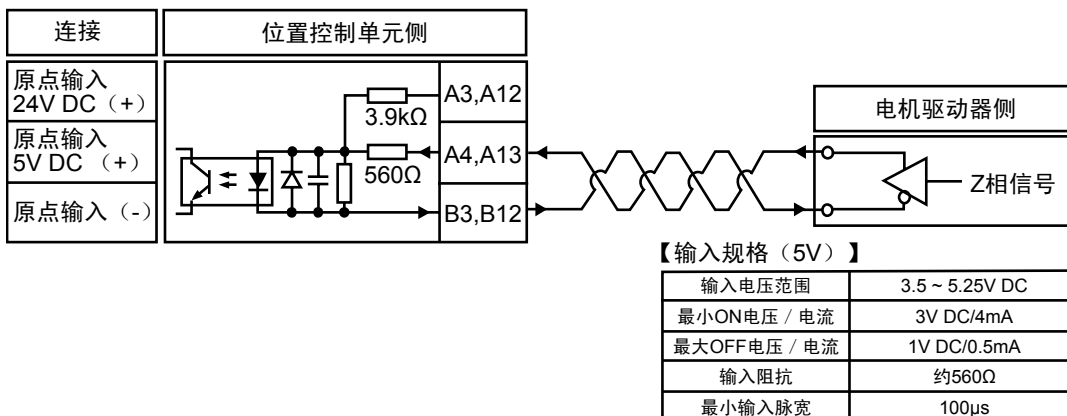 连接
位置控制单元侧
原点输入
24V DC（+）
原点输入
5V DC （+）
原点输入（-）
3.9kΩ
560Ω
A3,A12
A4,A13
B3,B12
电机驱动器侧
Z相信号
【输入规格（5V）】
输入电压范围 3.5 ~ 5.25V DC
最小ON电压 / 电流 3V DC/4mA
最大OFF电压 / 电流 1V DC/0.5mA
输入阻抗 约560Ω
最小输入脉宽 100μs